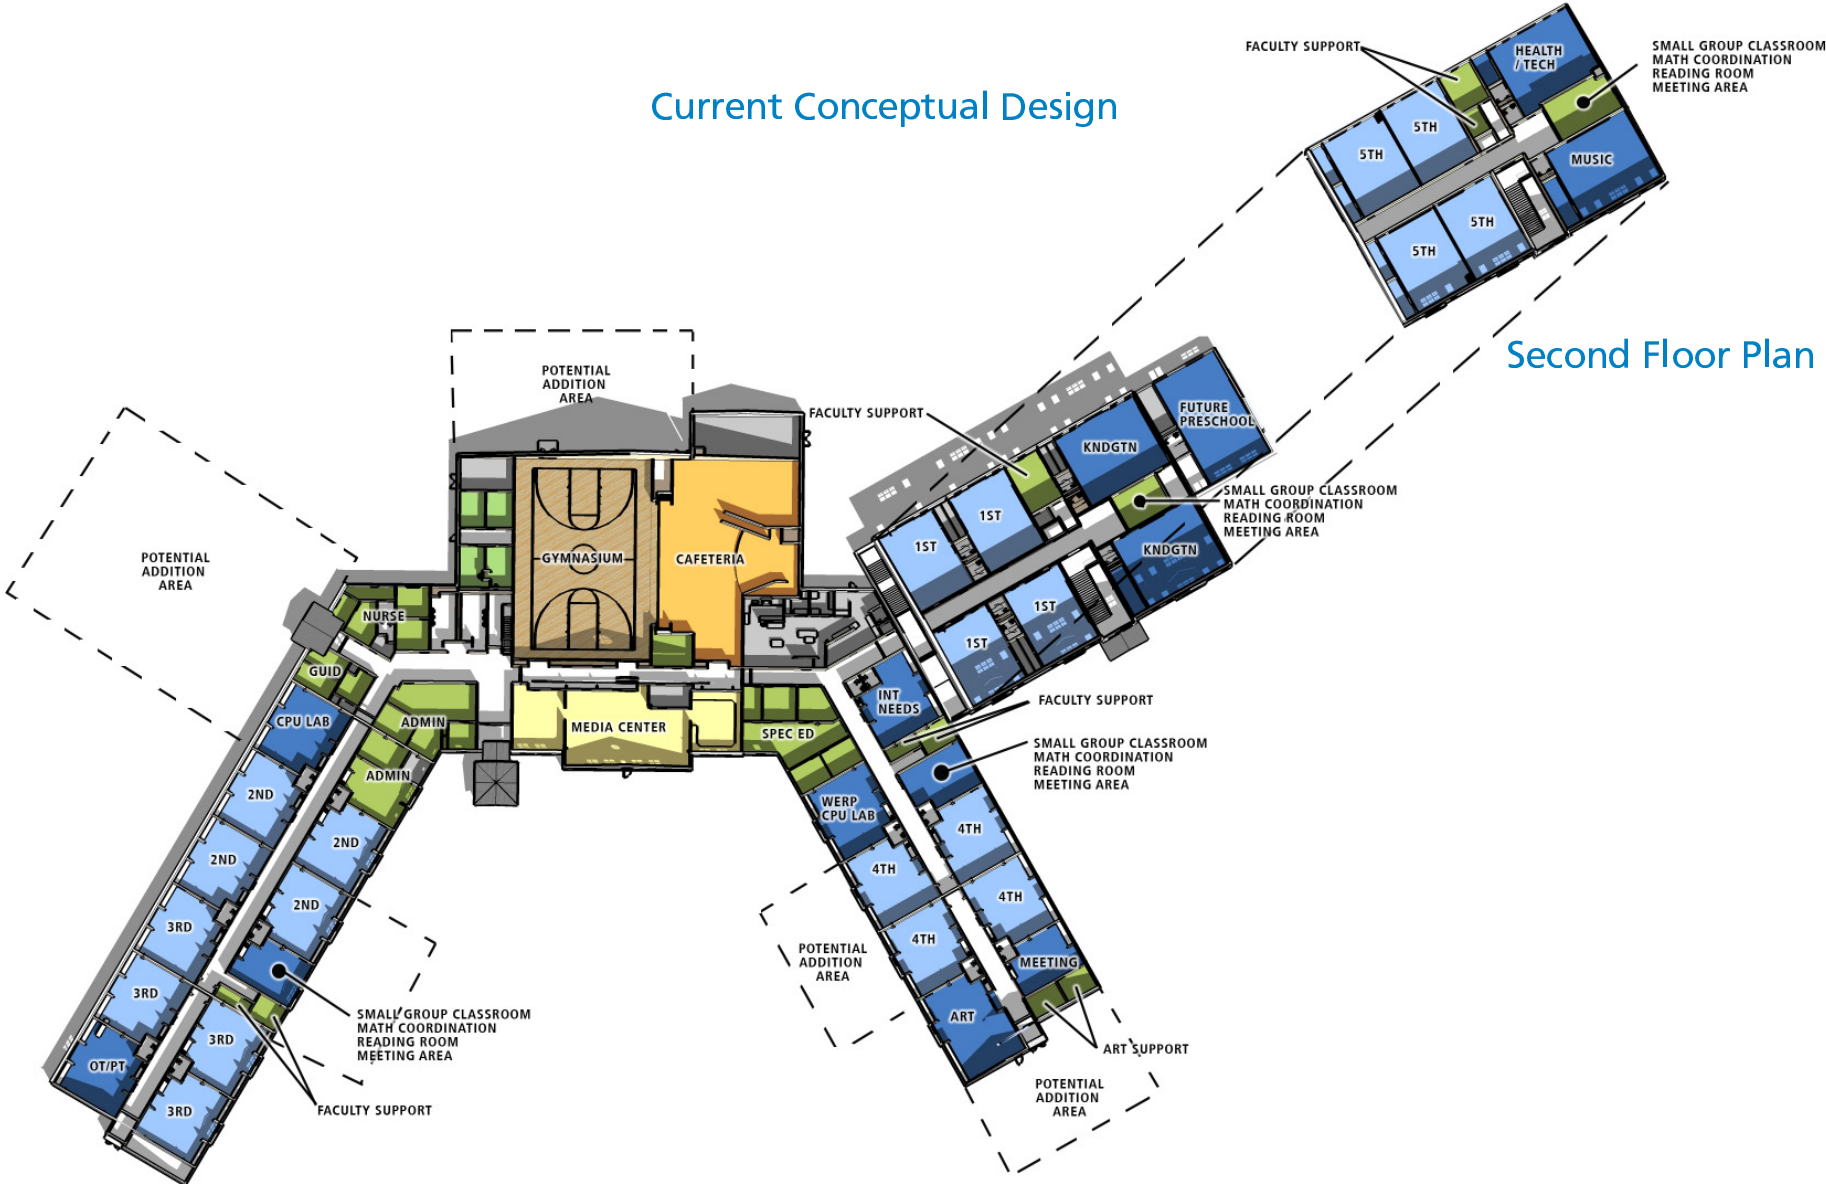 Current Conceptual Design
FACULTY SUPPORT
HEALTH
/ TECH
SMALL GROUP CLASSROOM
MATH COORDINATION
READING ROOM
MEETING AREA
5TH
5TH
MUSIC
5TH
5TH
Second Floor Plan
POTENTIAL
ADDITION
AREA
FACULTY SUPPORT
FUTURE
PRESCHOOL
KNDGTN
SMALL GROUP CLASSROOM
MATH COORDINATION
READING ROOM
MEETING AREA
1ST
1ST
KNDGTN
1ST
1ST
POTENTIAL
ADDITION
AREA
GYMNASIUM
CAFETERIA
NURSE
GUID
CPU LAB
ADMIN
MEDIA CENTER
SPEC ED
INT
NEEDS
FACULTY SUPPORT
SMALL GROUP CLASSROOM
MATH COORDINATION
READING ROOM
MEETING AREA
ADMIN
2ND
2ND
2ND
2ND
3RD
3RD
SMALL GROUP CLASSROOM
MATH COORDINATION
READING ROOM
MEETING AREA
3RD
OT/PT
3RD
FACULTY SUPPORT
WERP
CPU LAB
4TH
4TH
4TH
4TH
POTENTIAL
ADDITION
AREA
MEETING
ART
ART SUPPORT
POTENTIAL
ADDITION
AREA